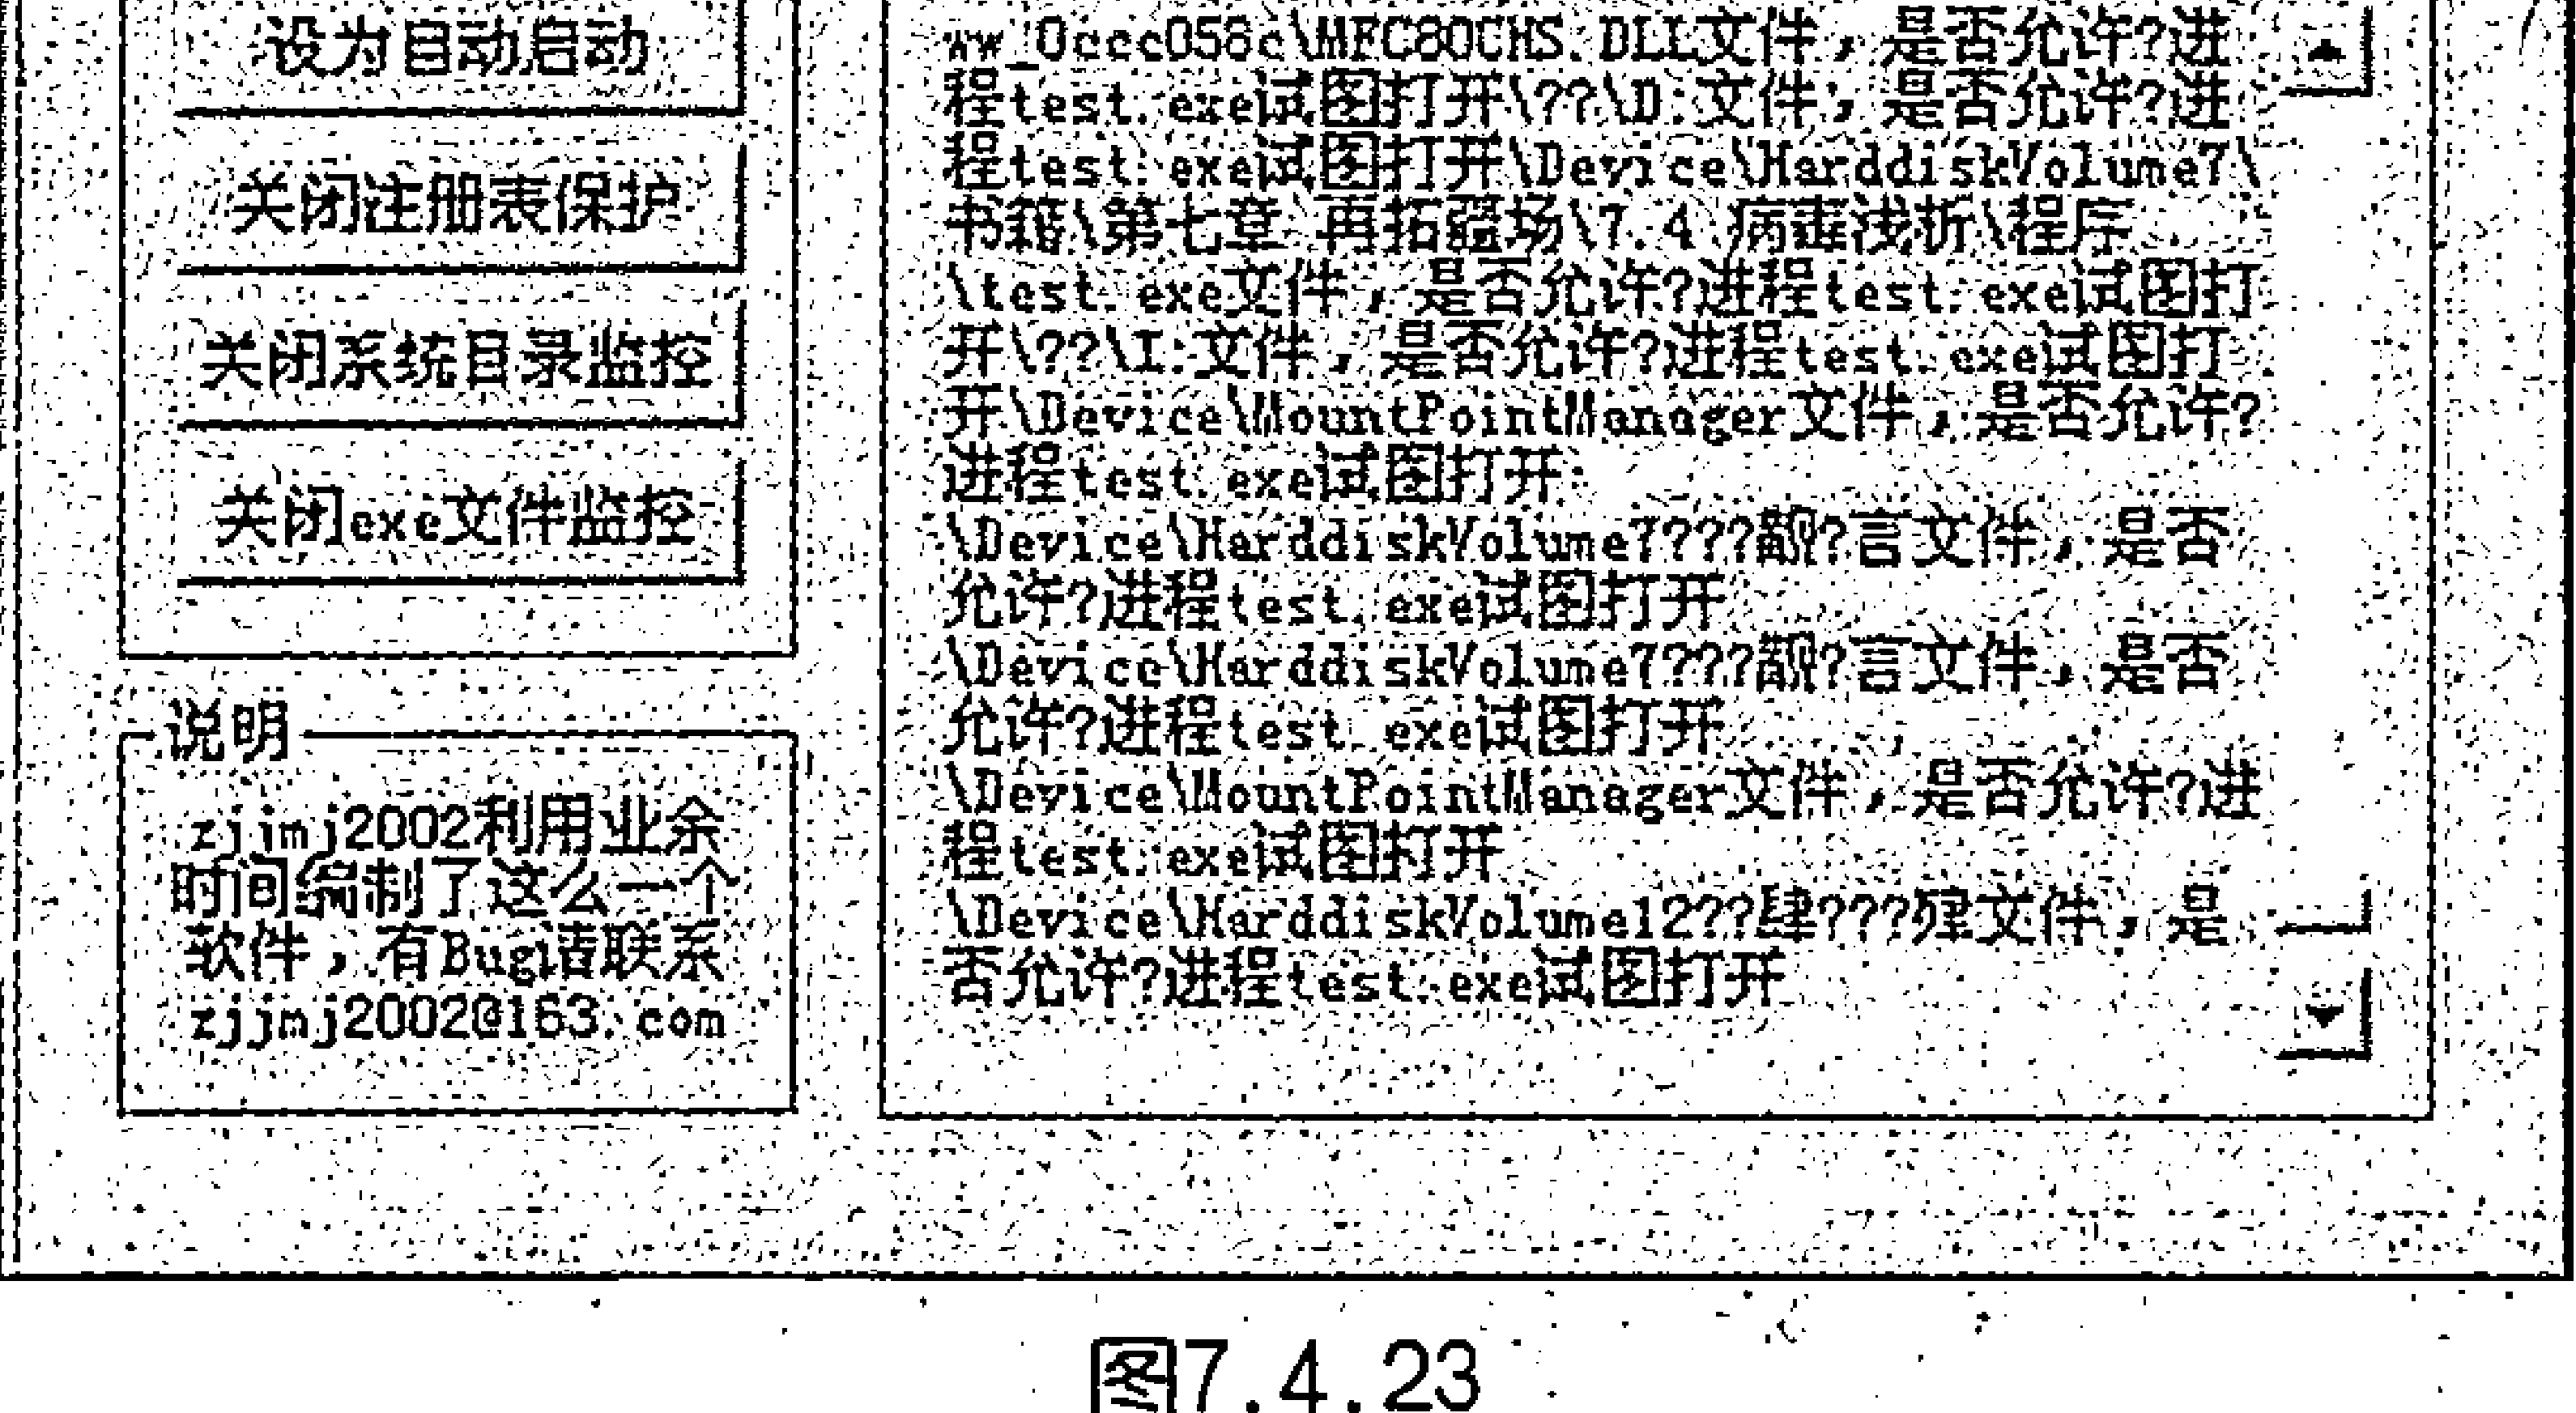 设为自动启动
关闭注册表保护
关闭系统目录监控
关闭exe文件监控
说明
zjjmj2002利用业余
时间编制了这么一个
软件，有Bug请联系
zjjmj2002@163.com
ww_0ccc058c\MFC80CHS.DLL文件，是否允许?进
程test.exe试图打开\??\D:文件，是否允许?进
程test.exe试图打开\Device\HarddiskVolume7\
书籍\第七章 再拓疆场\7.4 病毒浅析\程序
\test.exe文件，是否允许?进程test.exe试图打
开\??\I:文件，是否允许?进程test.exe试图打
开\Device\MountPointManager文件，是否允许?
进程test.exe试图打开
\Device\HarddiskVolume7????觏?言文件，是否
允许?进程test.exe试图打开
\Device\HarddiskVolume7????觏?言文件，是否
允许?进程test.exe试图打开
\Device\MountPointManager文件，是否允许?进
程test.exe试图打开
\Device\HarddiskVolume12??肆???文件，是
否允许?进程test.exe试图打开
图7.4.23